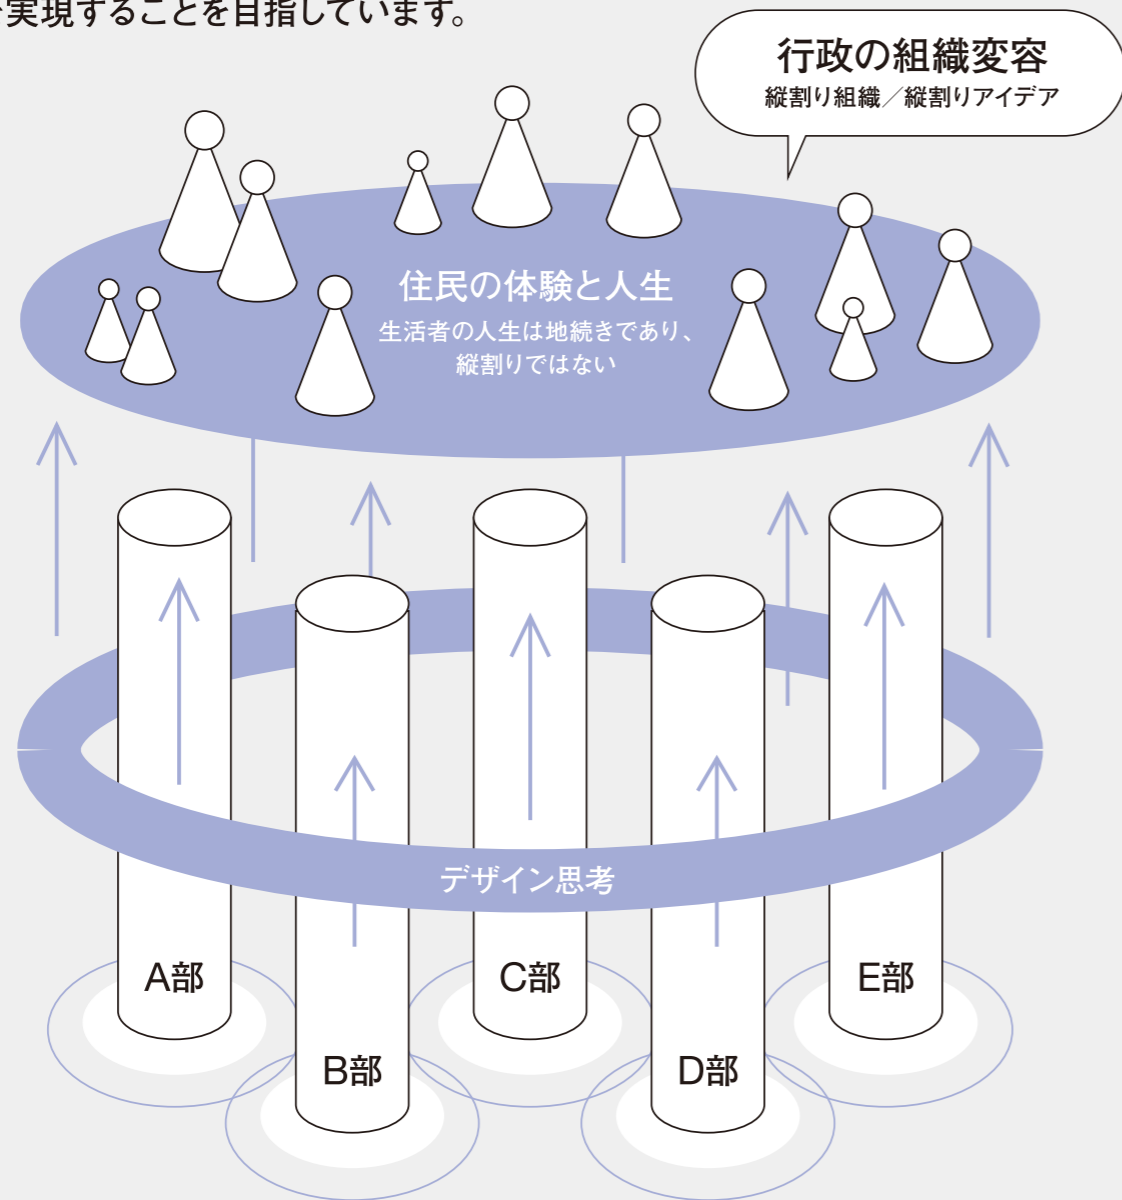 実現することを目指しています。
行政の組織変容
縦割り組織／縦割りアイデア
住民の体験と人生
生活者の人生は地続きであり、
縦割りではない
デザイン思考
A部
C部
E部
B部
D部